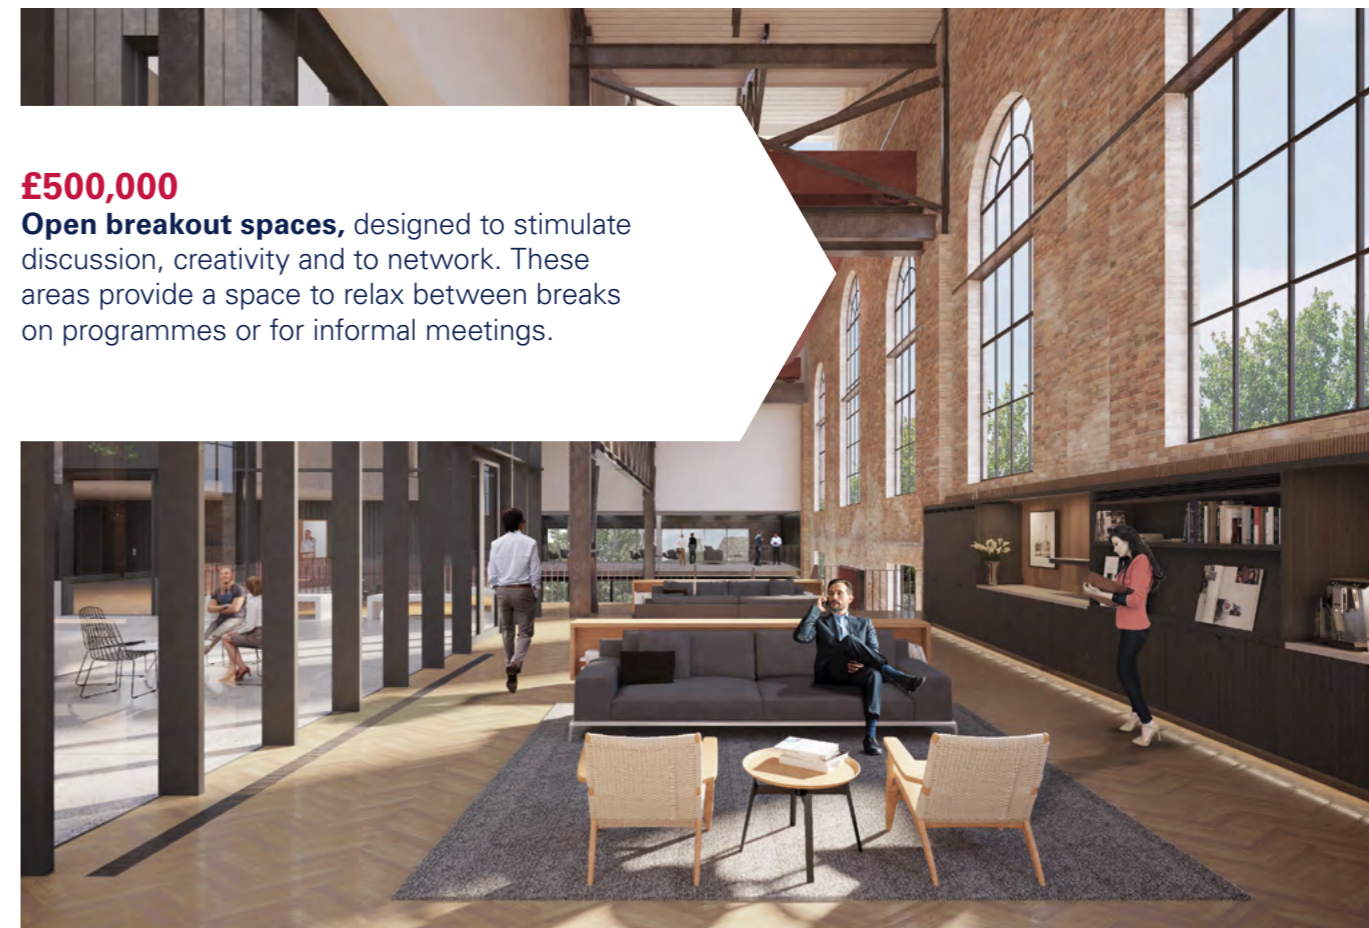 £500,000
Open breakout spaces, designed to stimulate
discussion, creativity and to network. These
areas provide a space to relax between breaks
on programmes or for informal meetings.